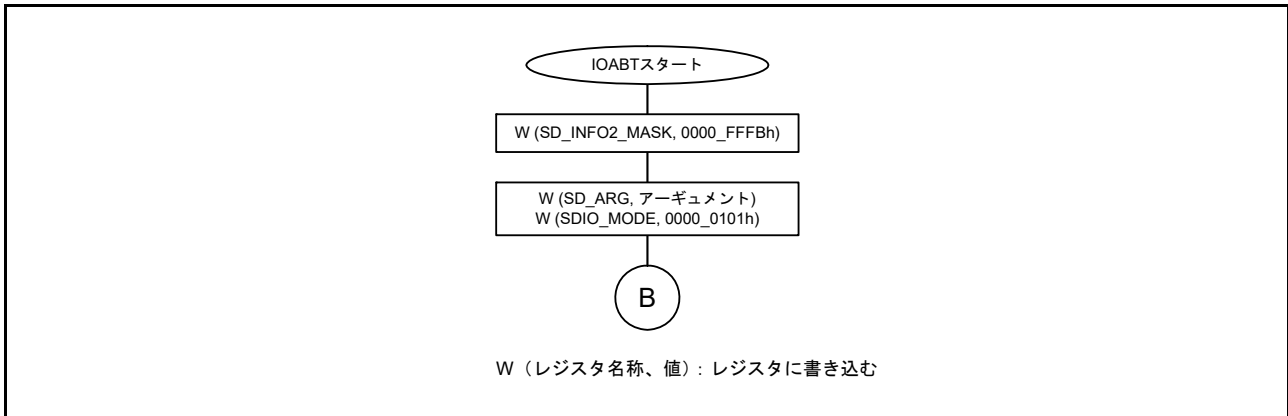 IOABTスタート
W (SD_INFO2_MASK, 0000_FFFBh)
W (SD_ARG, アーギュメント)
W (SDIO_MODE, 0000_0101h)
B
W（レジスタ名称、値）: レジスタに書き込む